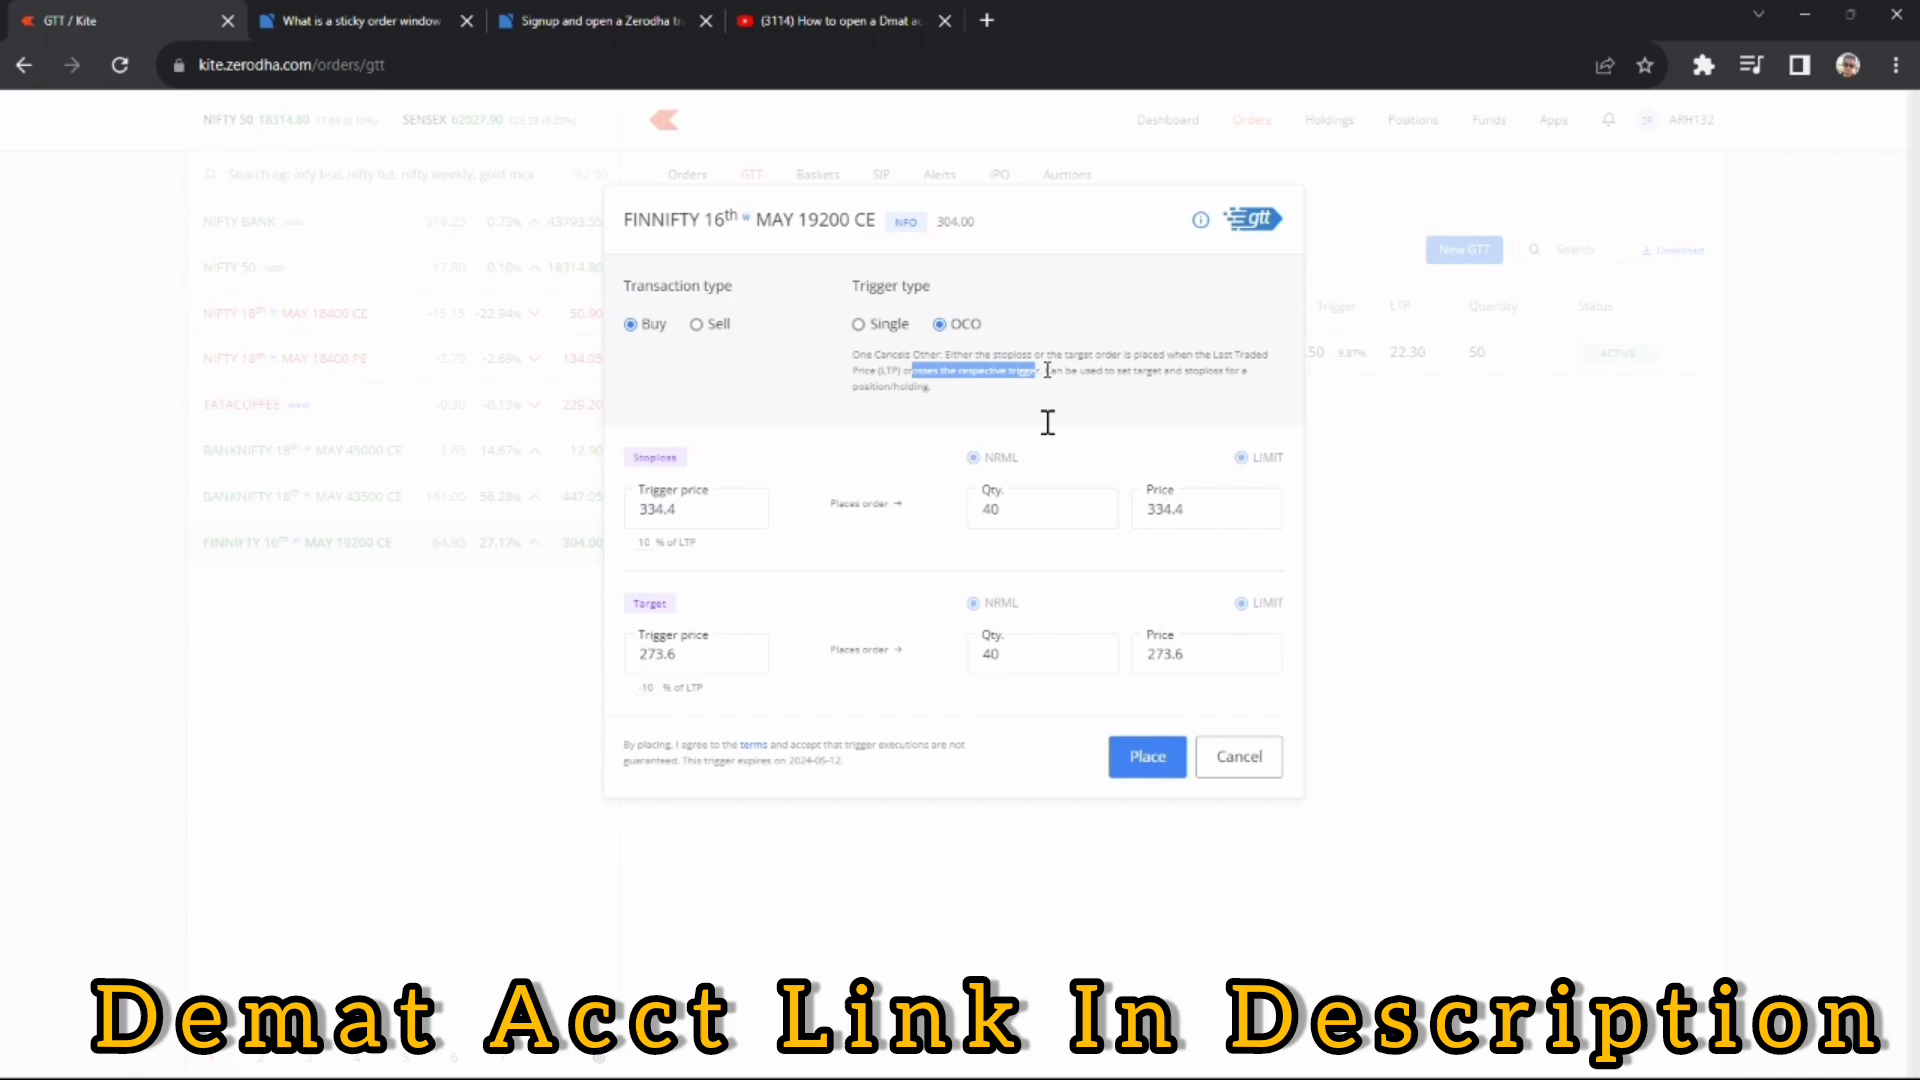 GTT / Kite
What is a sticky order window
Signup and open a Zerodha tr
(3114) How to open a Dmat ac
kite.zerodha.com/orders/gtt
NIFTY 50 18314.80 17.80 (0.10%) SENSEX 62027.90 123.38 (0.20%)
Dashboard Orders Holdings Positions Funds Apps ARH132
Search eg: infy bse, nifty fut, nifty weekly, gold mcx 8 / 50
Orders GTT Baskets SIP Alerts IPO Auctions
NIFTY BANK INDEX 318.25 0.73% 43793.55
NIFTY 50 INDEX 17.80 0.10% 18314.80
NIFTY 18th w MAY 18400 CE -15.15 -22.94% 50.90
NIFTY 18th w MAY 18400 PE -3.70 -2.69% 134.05
TATACOFFEE EVENT -0.30 -0.13% 229.20
BANKNIFTY 18th w MAY 45000 CE 1.65 14.67% 12.90
BANKNIFTY 18th w MAY 43500 CE 161.00 56.28% 447.05
FINNIFTY 16th w MAY 19200 CE 64.95 27.17% 304.00
New GTT Search Download
Trigger LTP Quantity Status
.50 9.87% 22.30 50 ACTIVE
FINNIFTY 16th w MAY 19200 CE NFO 304.00
gtt
Transaction type
Buy Sell
Trigger type
Single OCO
One Cancels Other: Either the stoploss or the target order is placed when the Last Traded
Price (LTP) crosses the respective trigger. Can be used to set target and stoploss for a
position/holding.
Stoploss NRML LIMIT
Trigger price Qty. Price
334.4 Places order → 40 334.4
10 % of LTP
Target NRML LIMIT
Trigger price Qty. Price
273.6 Places order → 40 273.6
-10 % of LTP
By placing, I agree to the terms and accept that trigger executions are not
guaranteed. This trigger expires on 2024-05-12.
Place Cancel
Demat Acct Link In Description